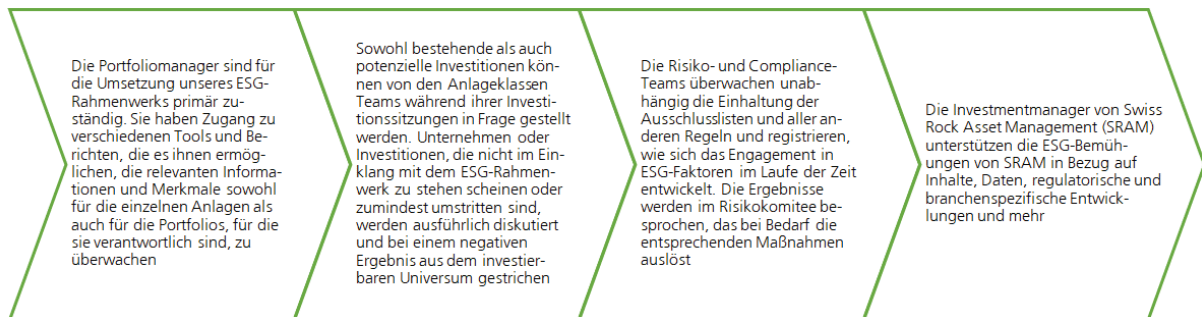 Die Portfoliomanager sind für
die Umsetzung unseres ESG-
Rahmenwerks primär zu-
ständig. Sie haben Zugang zu
verschiedenen Tools und Be-
richten, die es ihnen ermög-
lichen, die relevanten Informa-
tionen und Merkmale sowohl
für die einzelnen Anlagen als
auch für die Portfolios, für die
sie verantwortlich sind, zu
überwachen
Sowohl bestehende als auch
potenzielle Investitionen kön-
nen von den Anlageklassen
Teams während ihrer Investi-
tionssitzungen in Frage gestellt
werden. Unternehmen oder
Investitionen, die nicht im Ein-
klang mit dem ESG-Rahmen-
werk zu stehen scheinen oder
zumindest umstritten sind,
werden ausführlich diskutiert
und bei einem negativen
Ergebnis aus dem investier-
baren Universum gestrichen
Die Risiko- und Compliance-
Teams überwachen unab-
hängig die Einhaltung der
Ausschlusslisten und aller an-
deren Regeln und registrieren,
wie sich das Engagement in
ESG-Faktoren im Laufe der Zeit
entwickelt. Die Ergebnisse
werden im Risikokomitee be-
sprochen, das bei Bedarf die
entsprechenden Maßnahmen
auslöst
Die Investmentmanager von Swiss
Rock Asset Management (SRAM)
unterstützen die ESG-Bemüh-
ungen von SRAM in Bezug auf
Inhalte, Daten, regulatorische und
branchenspezifische Entwick-
lungen und mehr